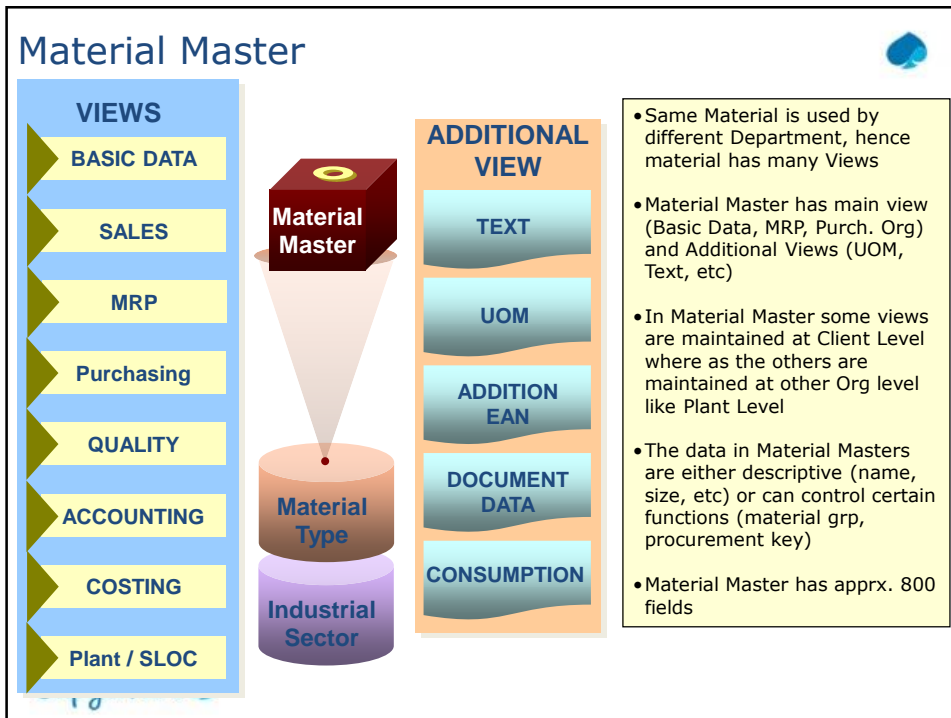 Material Master
VIEWS
BASIC DATA
SALES
MRP
Purchasing
QUALITY
ACCOUNTING
COSTING
Plant / SLOC
Material
Master
Material
Type
Industrial
Sector
ADDITIONAL
VIEW
TEXT
UOM
ADDITION
EAN
DOCUMENT
DATA
CONSUMPTION
•Same Material is used by
different Department, hence
material has many Views
•Material Master has main view
(Basic Data, MRP, Purch. Org)
and Additional Views (UOM,
Text, etc)
•In Material Master some views
are maintained at Client Level
where as the others are
maintained at other Org level
like Plant Level
•The data in Material Masters
are either descriptive (name,
size, etc) or can control certain
functions (material grp,
procurement key)
•Material Master has apprx. 800
fields